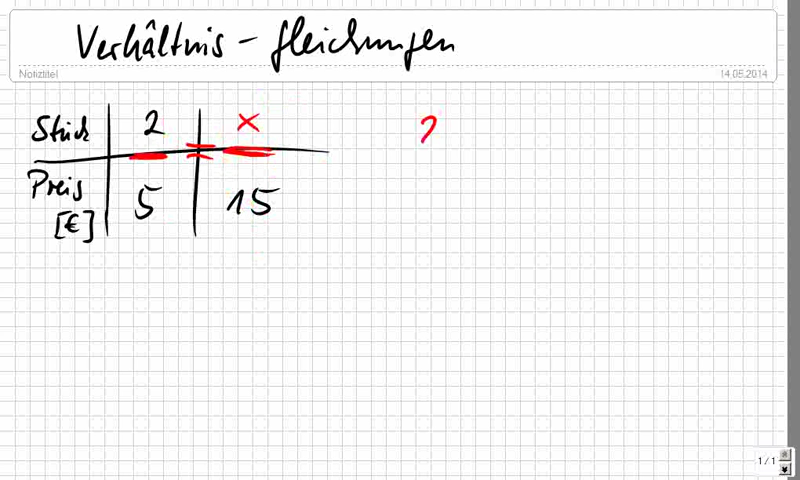 Verhältnis - gleichungen
Notiztitel 14.05.2014
Stück 2 = x
Preis 5 15
[€]
1/1